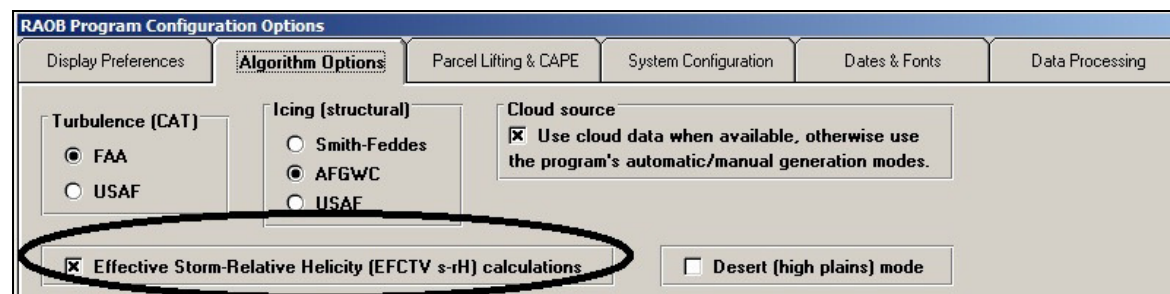 RAOB Program Configuration Options
Display Preferences
Algorithm Options
Parcel Lifting & CAPE
System Configuration
Dates & Fonts
Data Processing
Turbulence (CAT)
FAA
USAF
Icing (structural)
Smith-Feddes
AFGWC
USAF
Cloud source
Use cloud data when available, otherwise use
the program's automatic/manual generation modes.
Effective Storm-Relative Helicity (EFCTV s-rH) calculations
Desert (high plains) mode